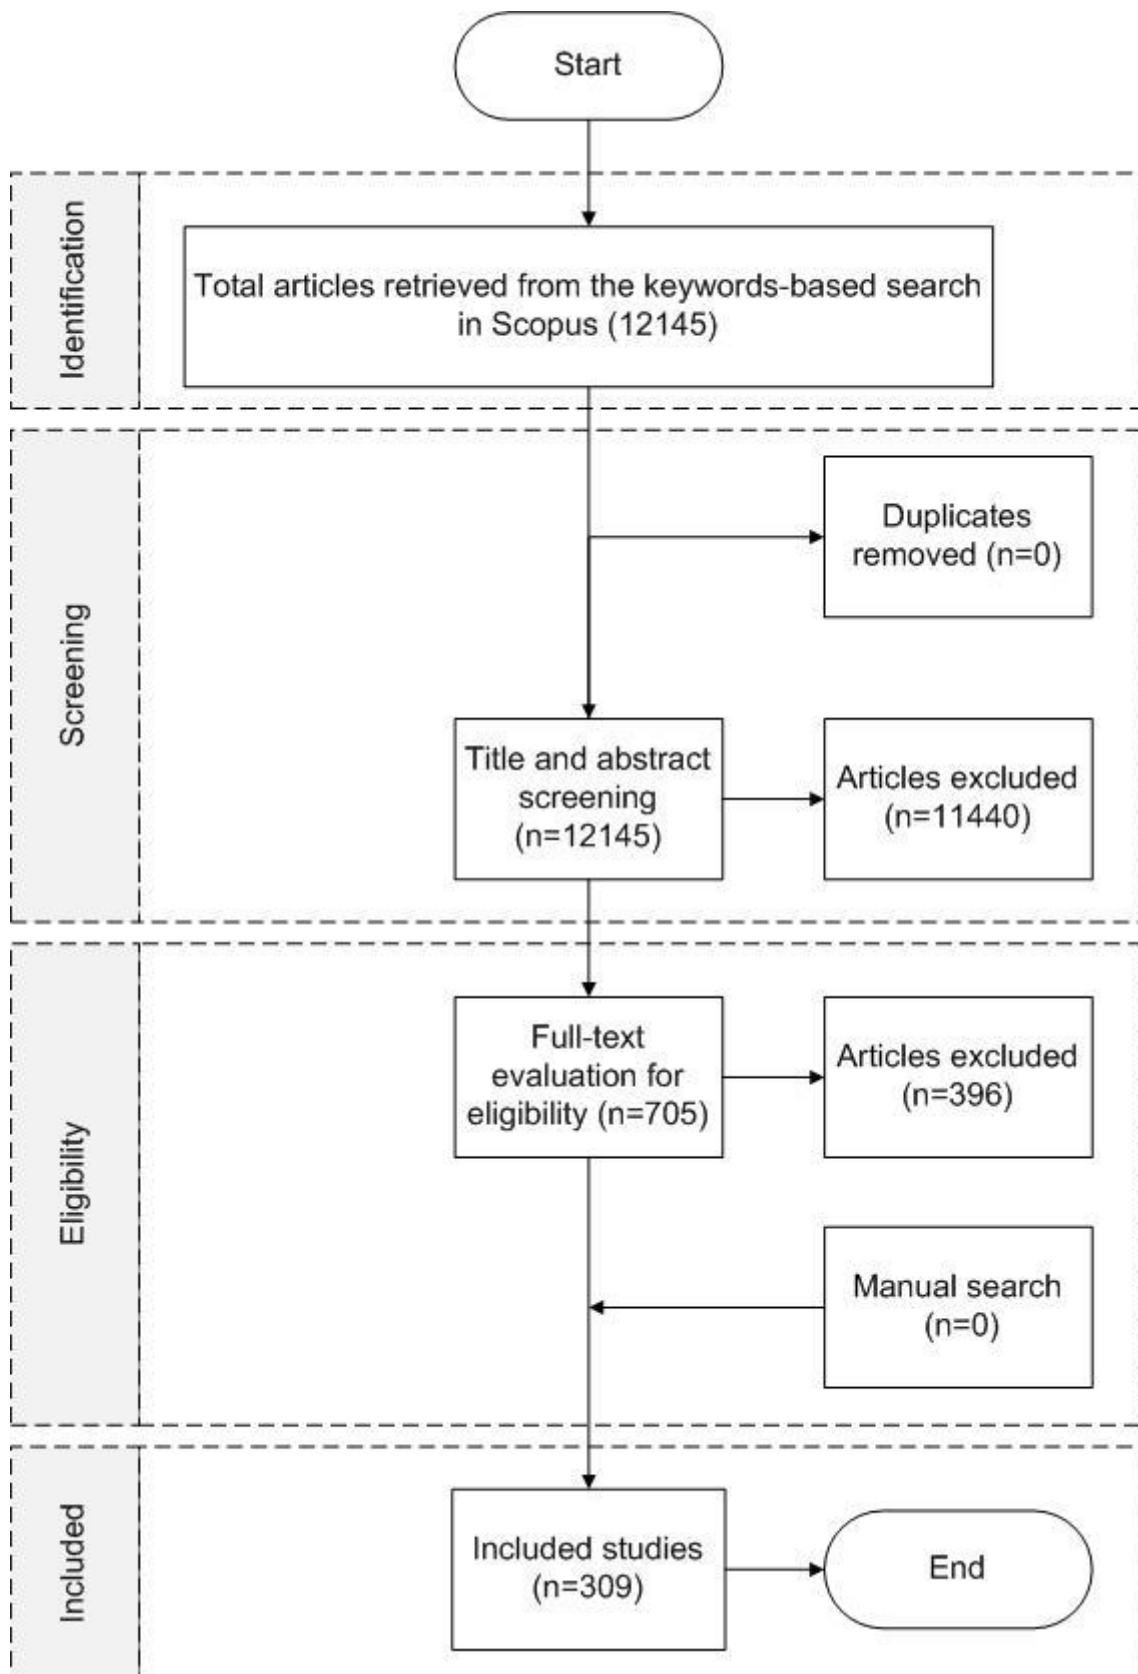 Start
Identification
Total articles retrieved from the keywords-based search
in Scopus (12145)
Screening
Duplicates
removed (n=0)
Title and abstract
screening
(n=12145)
Articles excluded
(n=11440)
Eligibility
Full-text
evaluation for
eligibility (n=705)
Articles excluded
(n=396)
Manual search
(n=0)
Included
Included studies
(n=309)
End